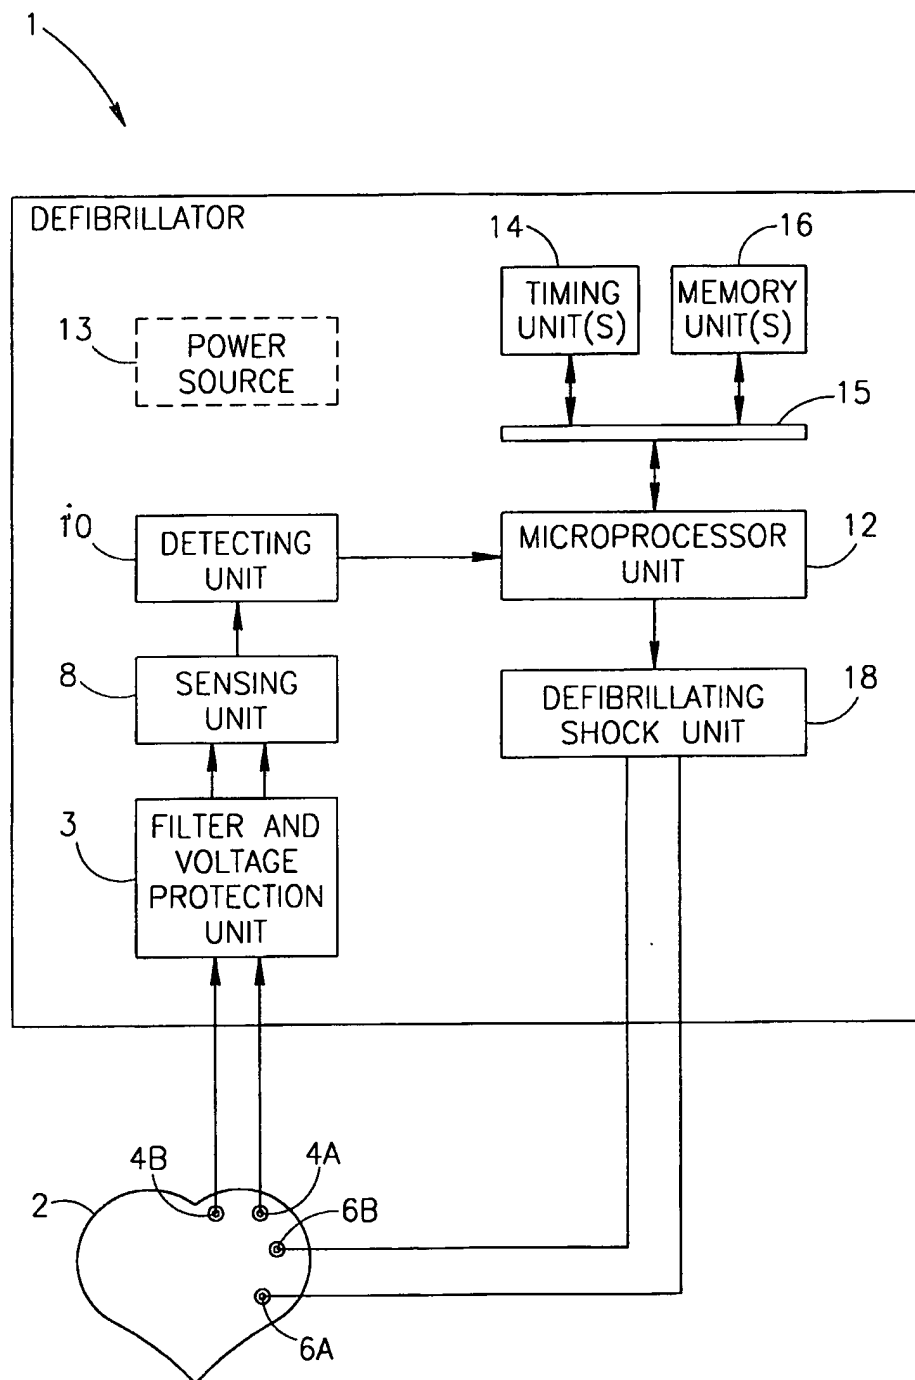 1
DEFIBRILLATOR
14
16
TIMING
UNIT(S)
MEMORY
UNIT(S)
13
POWER
SOURCE
15
10
DETECTING
UNIT
MICROPROCESSOR
UNIT
12
8
SENSING
UNIT
DEFIBRILLATING
SHOCK UNIT
18
3
FILTER AND
VOLTAGE
PROTECTION
UNIT
4B
4A
2
6B
6A